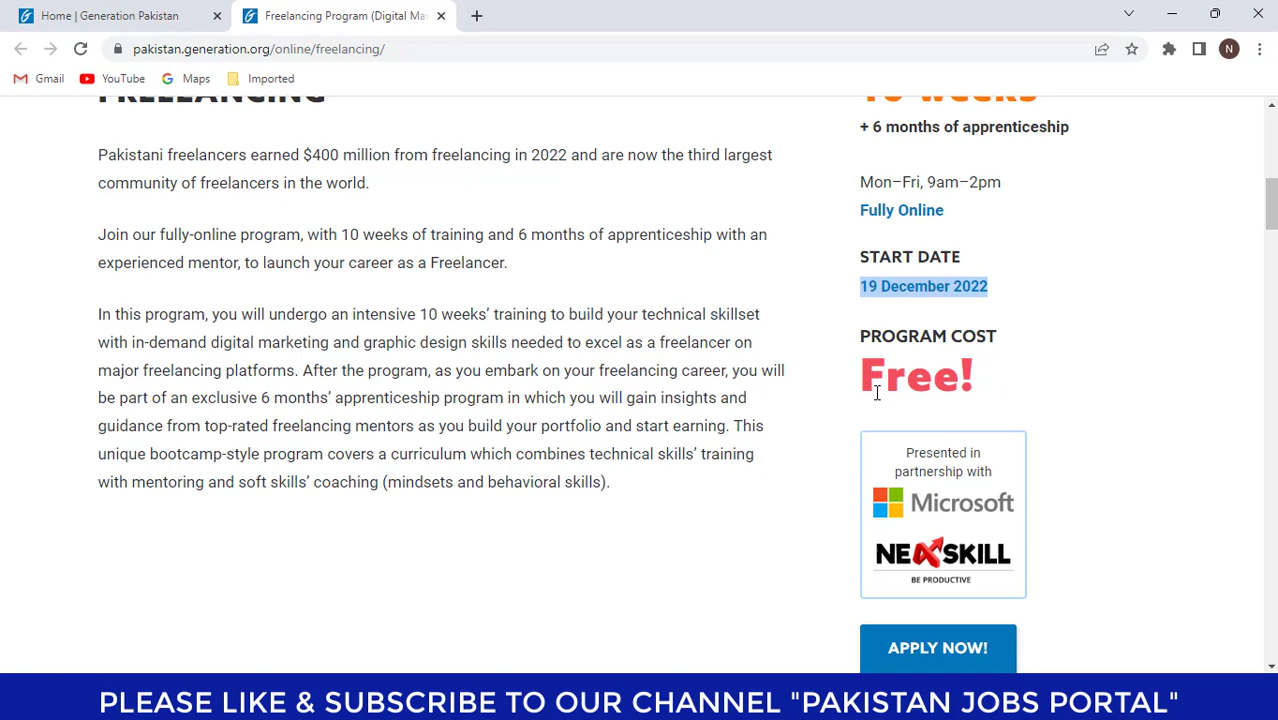 Home | Generation Pakistan
Freelancing Program (Digital Ma
pakistan.generation.org/online/freelancing/
N
Gmail
YouTube
Maps
Imported
FREELANCING
Pakistani freelancers earned $400 million from freelancing in 2022 and are now the third largest
community of freelancers in the world.
Join our fully-online program, with 10 weeks of training and 6 months of apprenticeship with an
experienced mentor, to launch your career as a Freelancer.
In this program, you will undergo an intensive 10 weeks’ training to build your technical skillset
with in-demand digital marketing and graphic design skills needed to excel as a freelancer on
major freelancing platforms. After the program, as you embark on your freelancing career, you will
be part of an exclusive 6 months’ apprenticeship program in which you will gain insights and
guidance from top-rated freelancing mentors as you build your portfolio and start earning. This
unique bootcamp-style program covers a curriculum which combines technical skills’ training
with mentoring and soft skills’ coaching (mindsets and behavioral skills).
10 weeks
+ 6 months of apprenticeship
Mon–Fri, 9am–2pm
Fully Online
START DATE
19 December 2022
PROGRAM COST
Free!
Presented in
partnership with
Microsoft
NEXSKILL
BE PRODUCTIVE
APPLY NOW!
PLEASE LIKE & SUBSCRIBE TO OUR CHANNEL "PAKISTAN JOBS PORTAL"